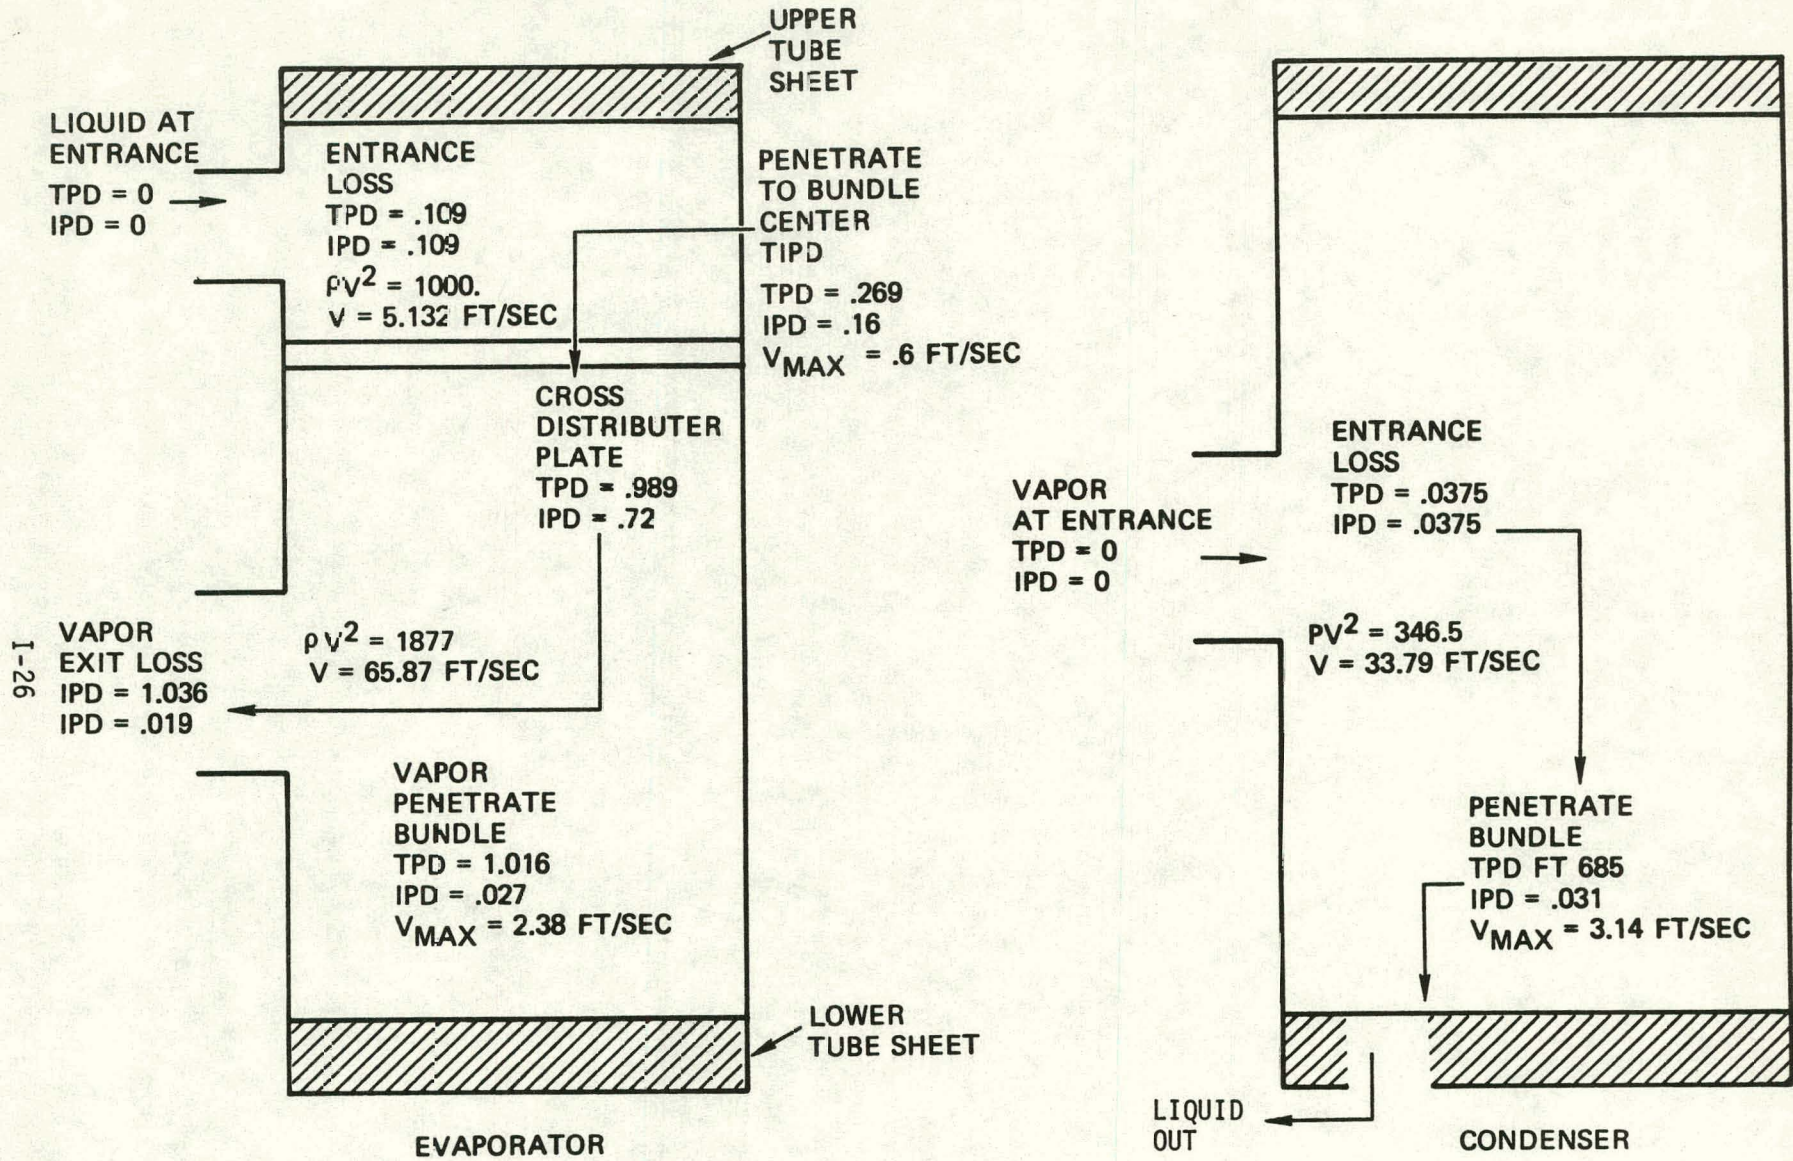 UPPER
TUBE
SHEET
LIQUID AT
ENTRANCE
TPD = 0
IPD = 0
ENTRANCE
LOSS
TPD = .109
IPD = .109
ρV² = 1000.
V = 5.132 FT/SEC
PENETRATE
TO BUNDLE
CENTER
TIPD
TPD = .269
IPD = .16
VMAX = .6 FT/SEC
CROSS
DISTRIBUTER
PLATE
TPD = .989
IPD = .72
VAPOR
EXIT LOSS
IPD = 1.036
IPD = .019
ρV² = 1877
V = 65.87 FT/SEC
VAPOR
PENETRATE
BUNDLE
TPD = 1.016
IPD = .027
VMAX = 2.38 FT/SEC
LOWER
TUBE SHEET
EVAPORATOR
VAPOR
AT ENTRANCE
TPD = 0
IPD = 0
ENTRANCE
LOSS
TPD = .0375
IPD = .0375
PV² = 346.5
V = 33.79 FT/SEC
PENETRATE
BUNDLE
TPD FT 685
IPD = .031
VMAX = 3.14 FT/SEC
LIQUID
OUT
CONDENSER
I-26